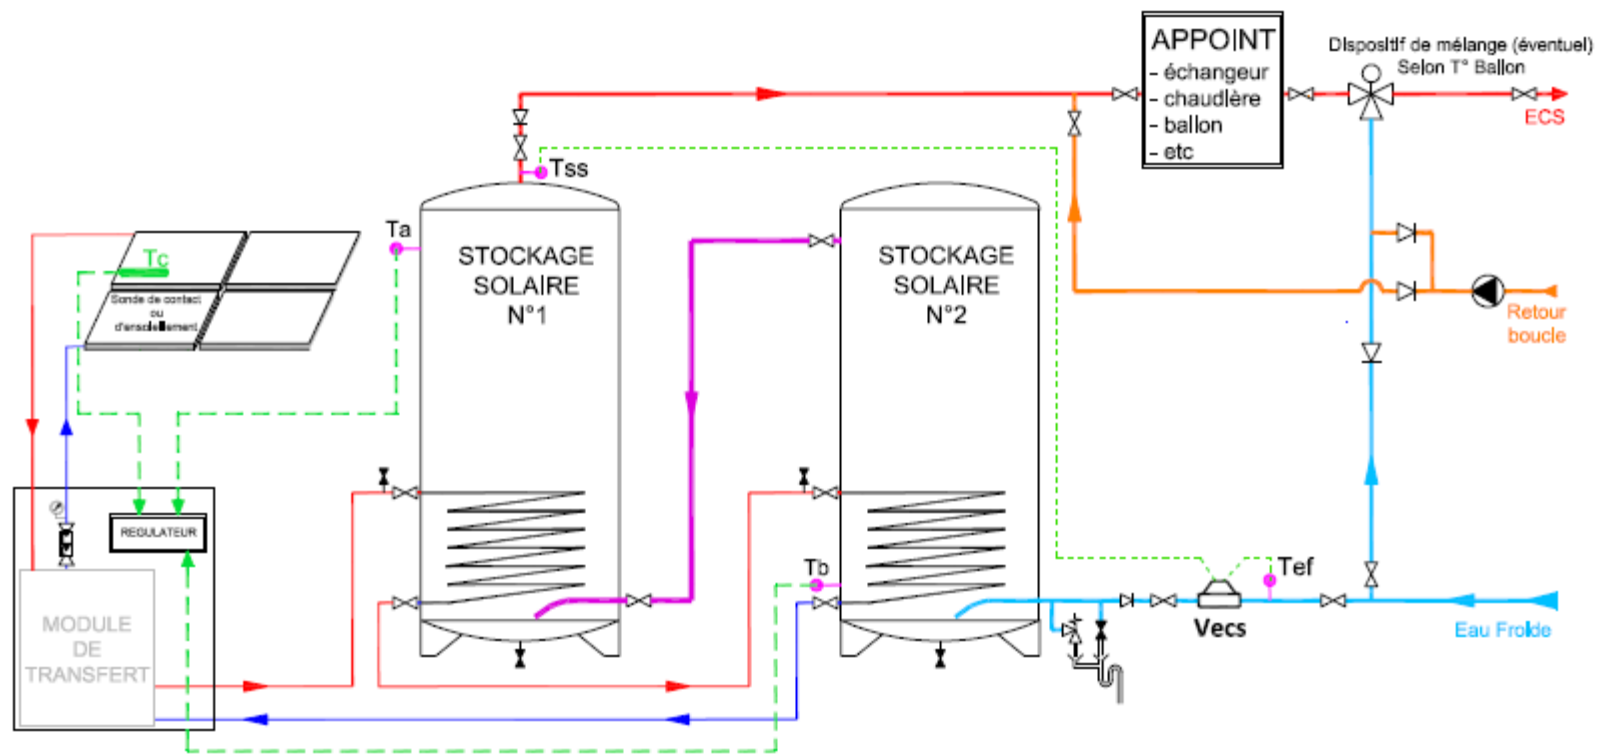 APPOINT
- échangeur
- chaudière
- ballon
- etc
Dispositif de mélange (éventuel)
Selon T° Ballon
ECS
Tss
Ta
STOCKAGE
SOLAIRE
N°1
STOCKAGE
SOLAIRE
N°2
Tc
Sonde de contact
ou
d'ensoleillement
Retour
boucle
REGULATEUR
Tb
Tef
Vecs
Eau Froide
MODULE
DE
TRANSFERT